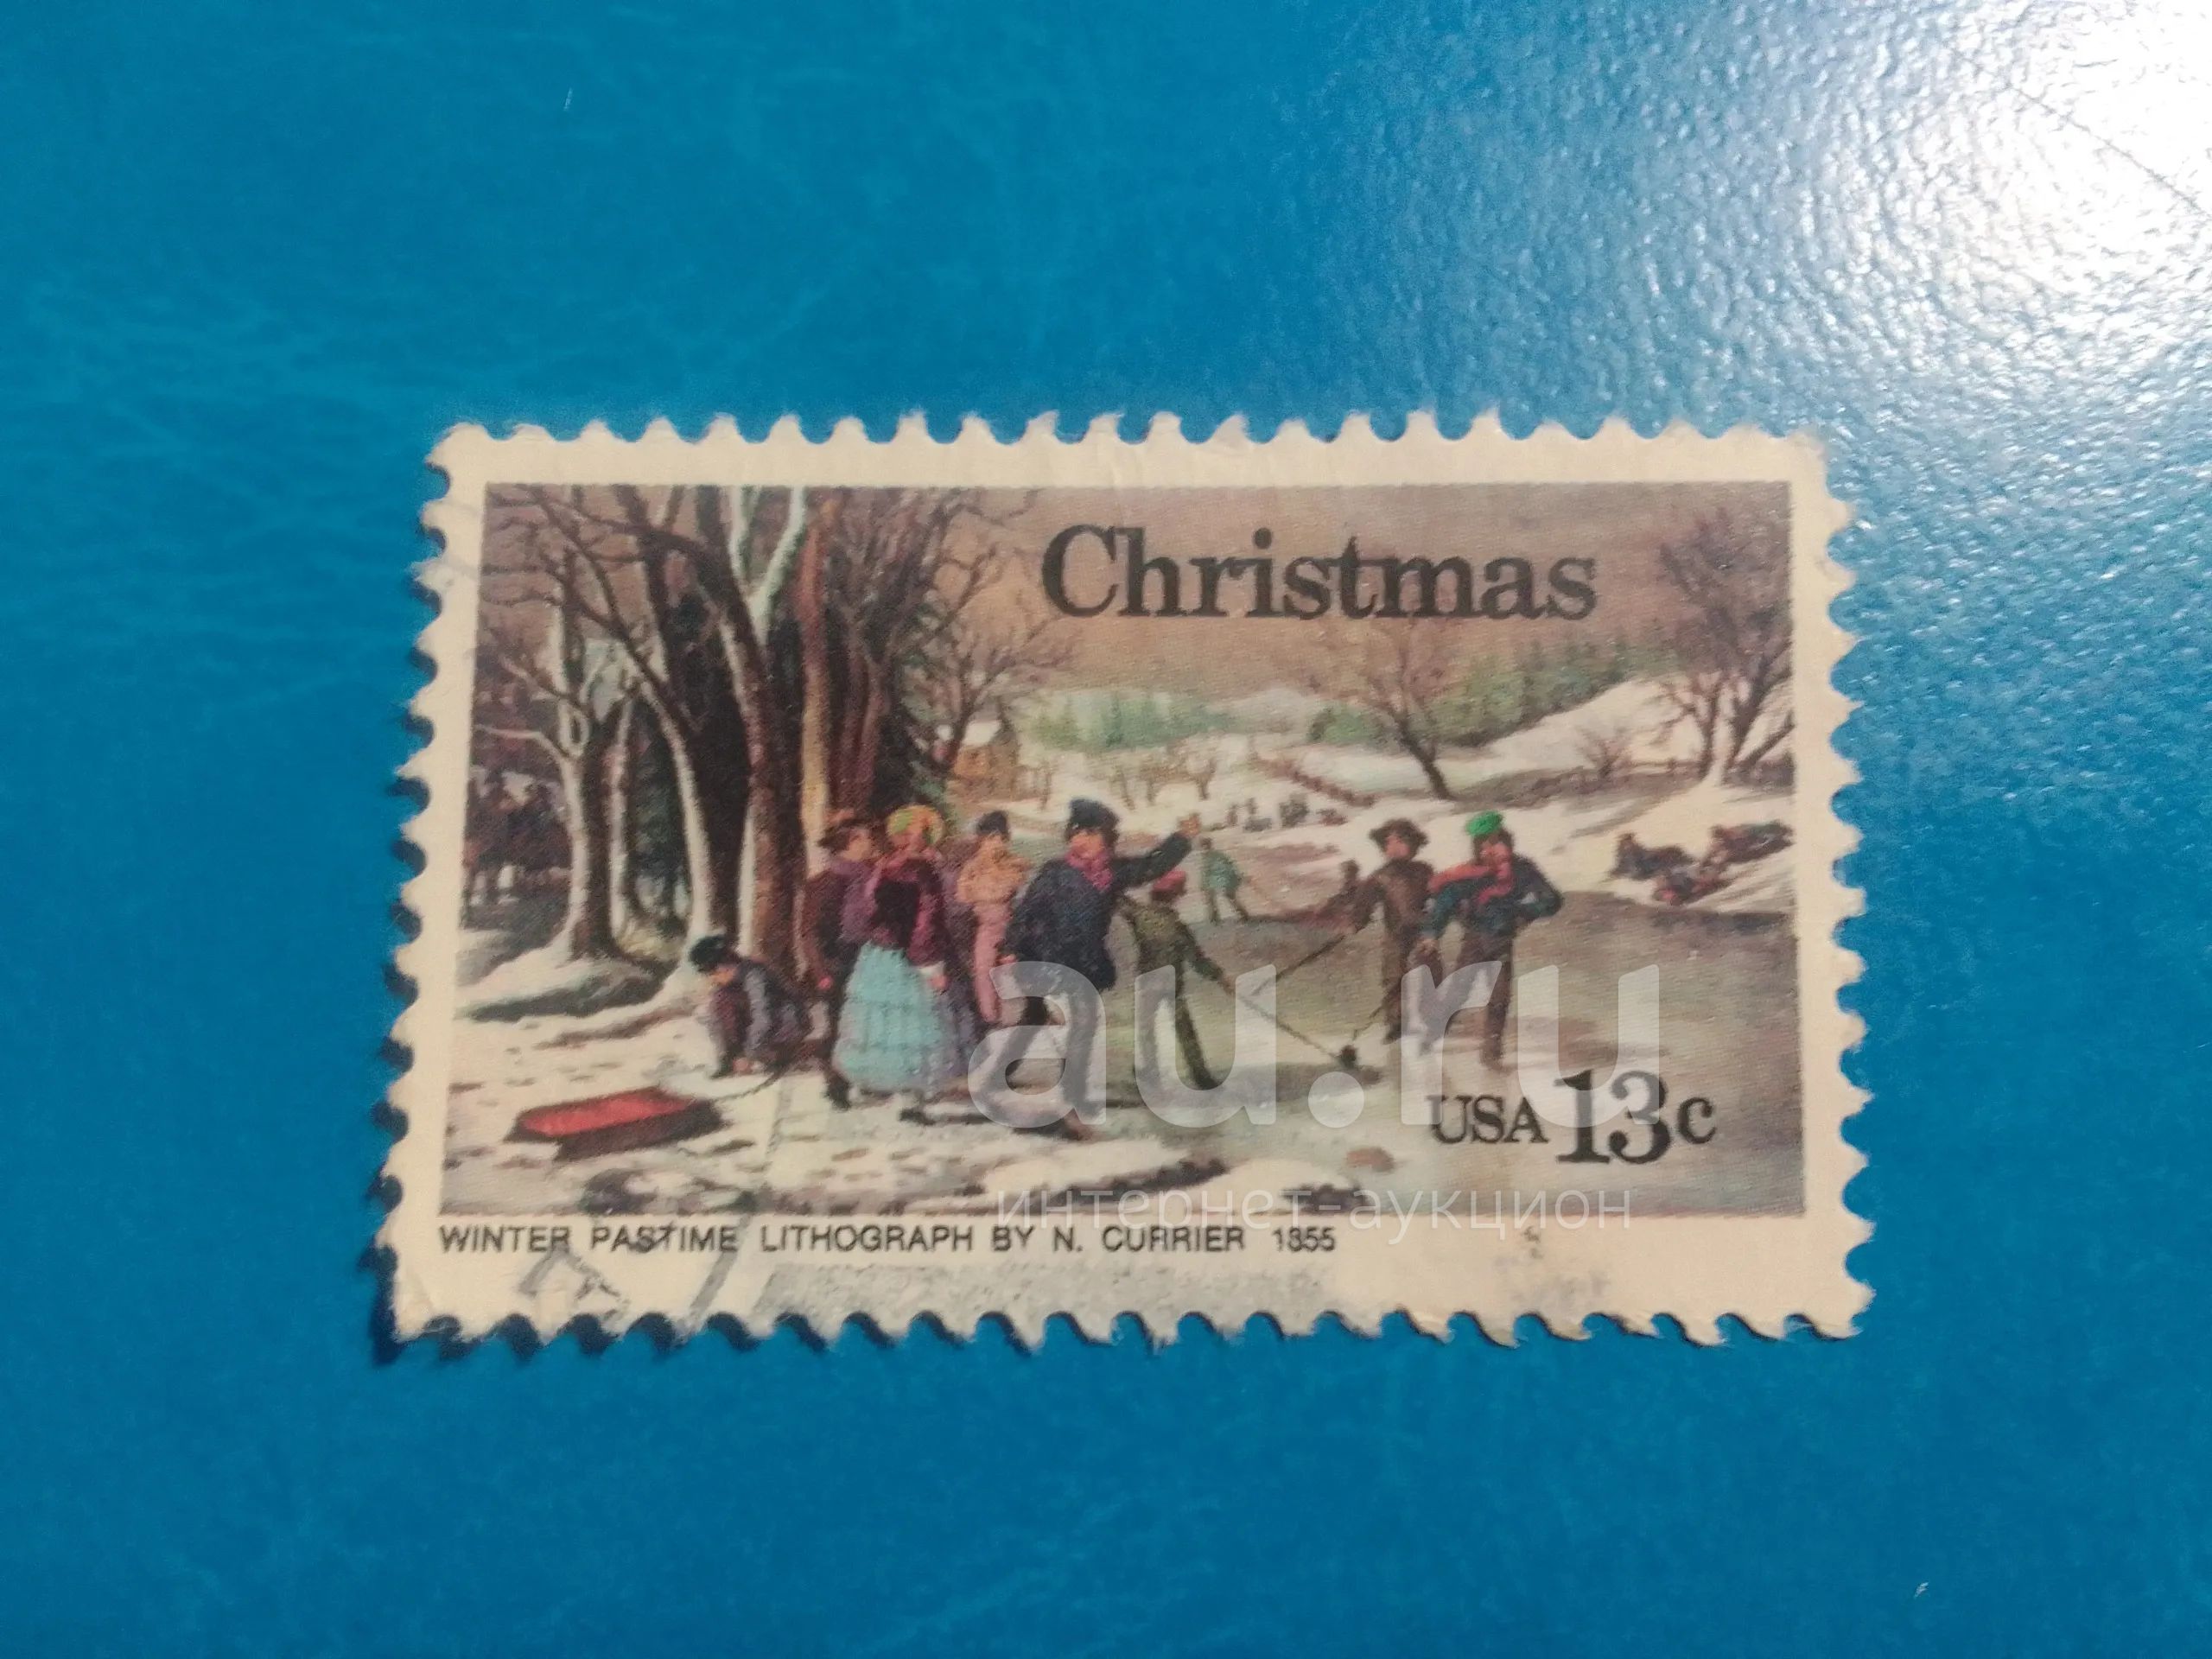 Christmas
USA 13c
au.ru
интернет-аукцион
WINTER PASTIME LITHOGRAPH BY N. CURRIER 1855